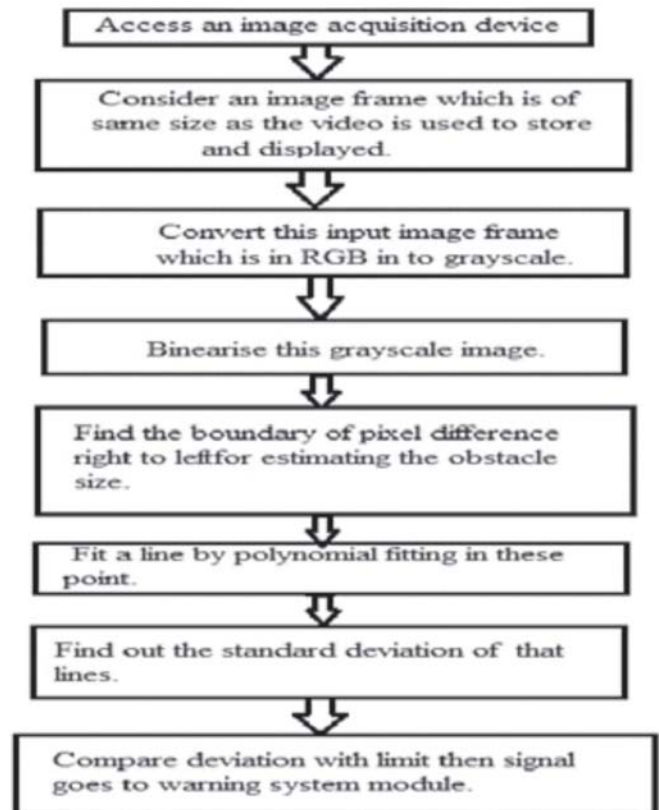 Access an image acquisition device
Consider an image frame which is of
same size as the video is used to store
and displayed.
Convert this input image frame
which is in RGB in to grayscale.
Binearise this grayscale image.
Find the boundary of pixel difference
right to leftfor estimating the obstacle
size.
Fit a line by polynomial fitting in these
point.
Find out the standard deviation of that
lines.
Compare deviation with limit then signal
goes to warning system module.